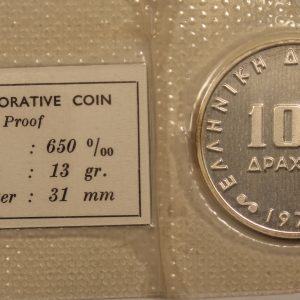 ORATIVE COIN
Proof
: 650 ‰
: 13 gr.
er : 31 mm
ΕΛΛΗΝΙΚΗ Δ
10
ΔΡΑΧ
197